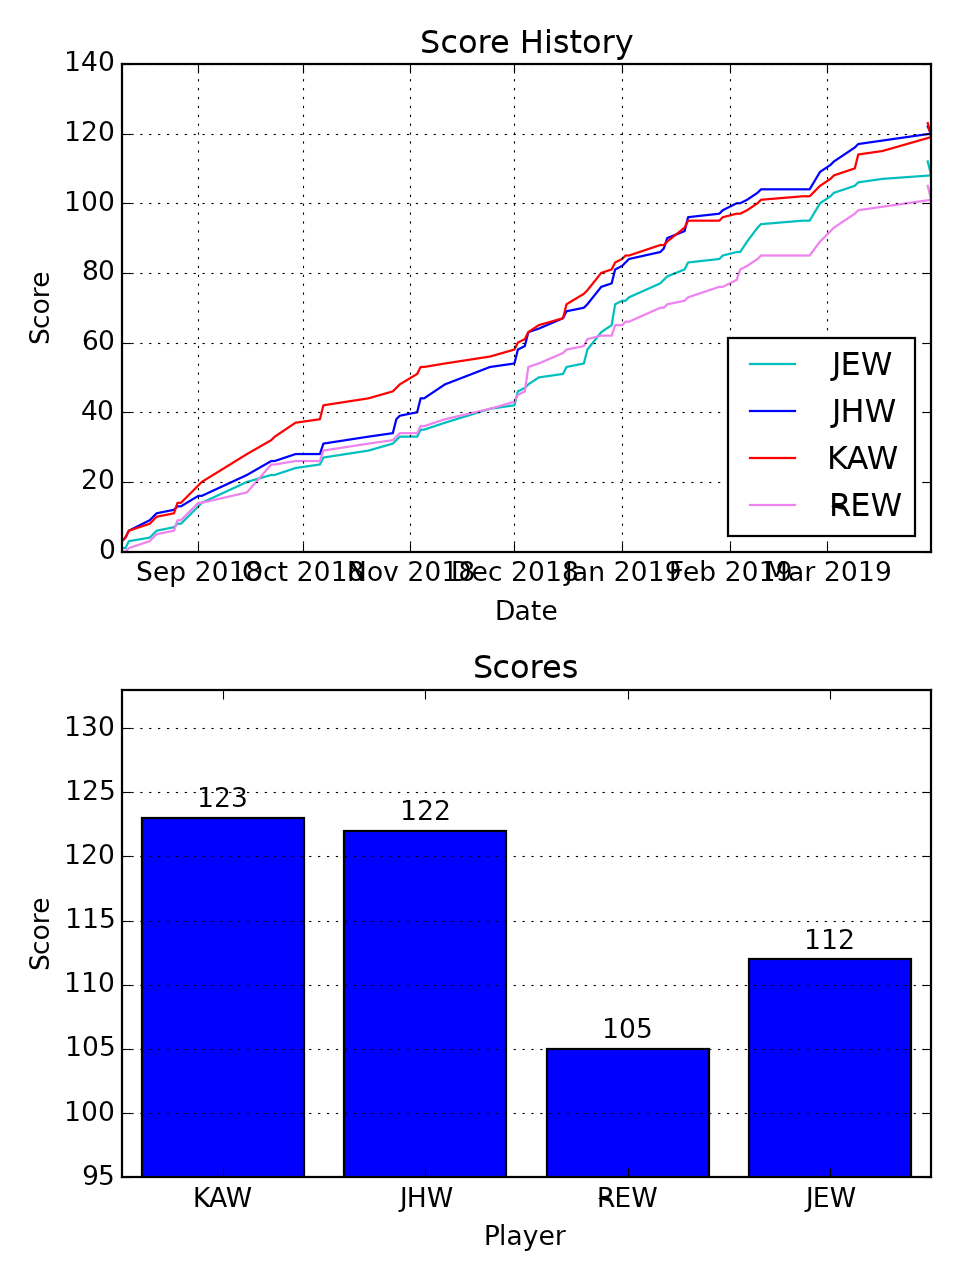 Score History
140
120
100
80
60
40
20
0
Score
Sep 2018 Oct 2018 Nov 2018 Dec 2018 Jan 2019 Feb 2019 Mar 2019
Date
JEW
JHW
KAW
REW
Scores
130
125
120
115
110
105
100
95
Score
123
122
105
112
KAW JHW REW JEW
Player